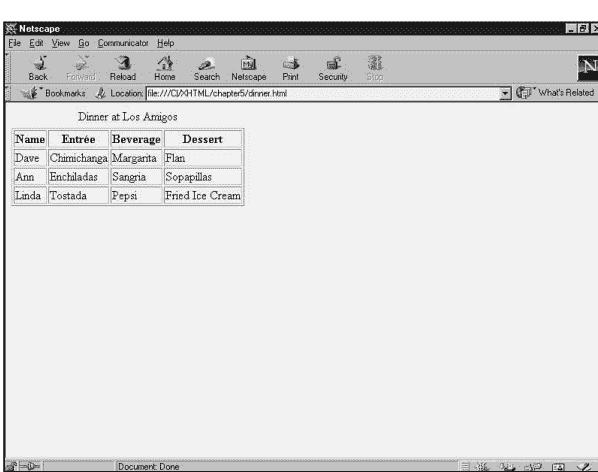 Netscape
File Edit View Go Communicator Help
Back Forward Reload Home Search Netscape Print Security Stop
N
Bookmarks Location: file:///C|/XHTML/chapter5/dinner.html What's Related
Dinner at Los Amigos
Name Entrée Beverage Dessert
Dave Chimichanga Margarita Flan
Ann Enchiladas Sangria Sopapillas
Linda Tostada Pepsi Fried Ice Cream
Document: Done